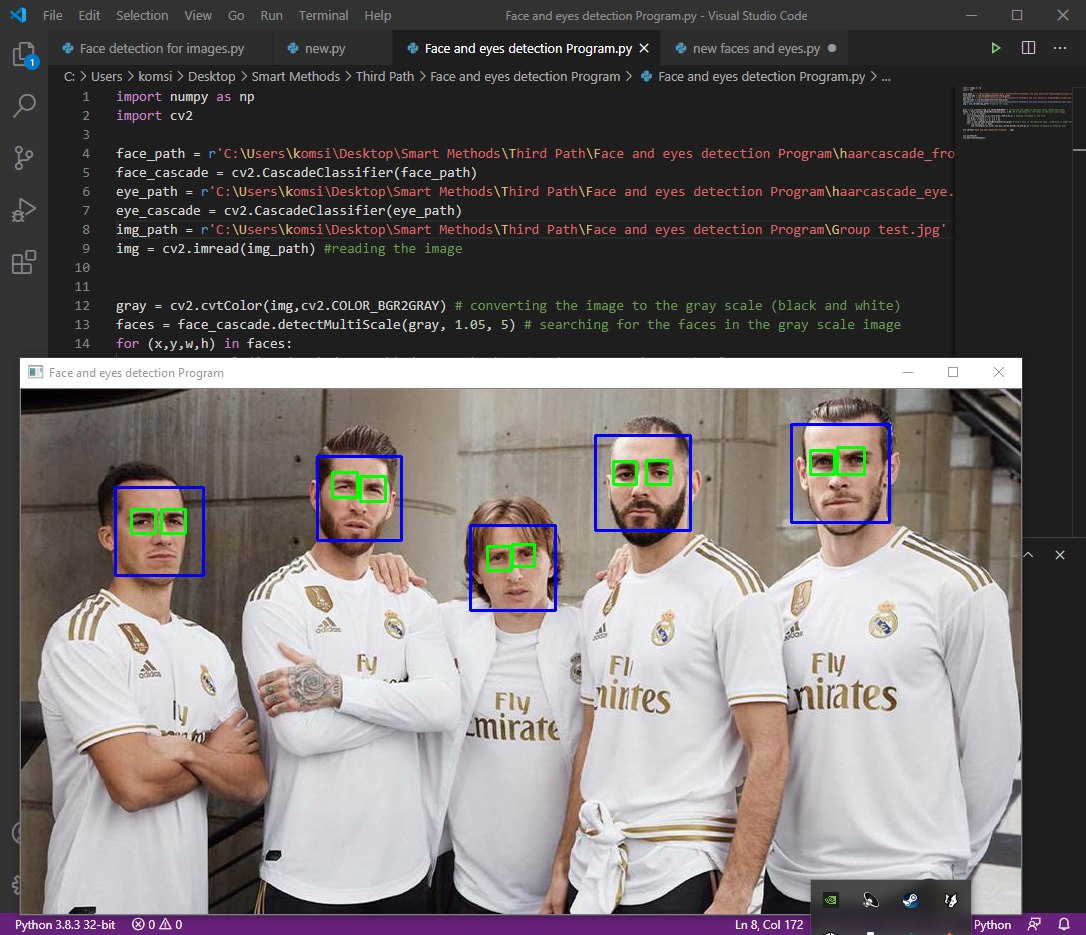 File Edit Selection View Go Run Terminal Help Face and eyes detection Program.py - Visual Studio Code
Face detection for images.py new.py Face and eyes detection Program.py new faces and eyes.py
C: > Users > komsi > Desktop > Smart Methods > Third Path > Face and eyes detection Program > Face and eyes detection Program.py > ...
1
1 import numpy as np
2 import cv2
3
4 face_path = r'C:\Users\komsi\Desktop\Smart Methods\Third Path\Face and eyes detection Program\haarcascade_fro
5 face_cascade = cv2.CascadeClassifier(face_path)
6 eye_path = r'C:\Users\komsi\Desktop\Smart Methods\Third Path\Face and eyes detection Program\haarcascade_eye.
7 eye_cascade = cv2.CascadeClassifier(eye_path)
8 img_path = r'C:\Users\komsi\Desktop\Smart Methods\Third Path\Face and eyes detection Program\Group test.jpg'
9 img = cv2.imread(img_path) #reading the image
10
11
12 gray = cv2.cvtColor(img,cv2.COLOR_BGR2GRAY) # converting the image to the gray scale (black and white)
13 faces = face_cascade.detectMultiScale(gray, 1.05, 5) # searching for the faces in the gray scale image
14 for (x,y,w,h) in faces:
Face and eyes detection Program
adidas
adidas
Fly
Fly
mirate
Fly
mirates
Python 3.8.3 32-bit 0 0 Ln 8, Col 172 Python